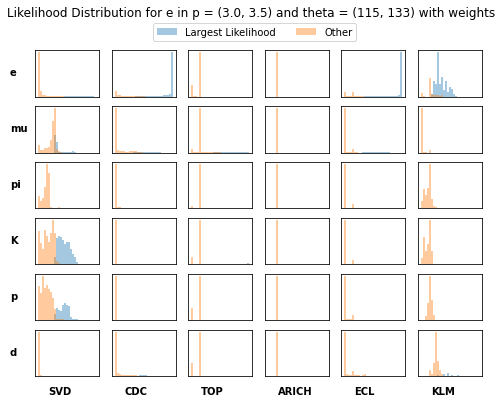 Likelihood Distribution for e in p = (3.0, 3.5) and theta = (115, 133) with weights
Largest Likelihood Other
e
mu
pi
K
p
d
SVD CDC TOP ARICH ECL KLM